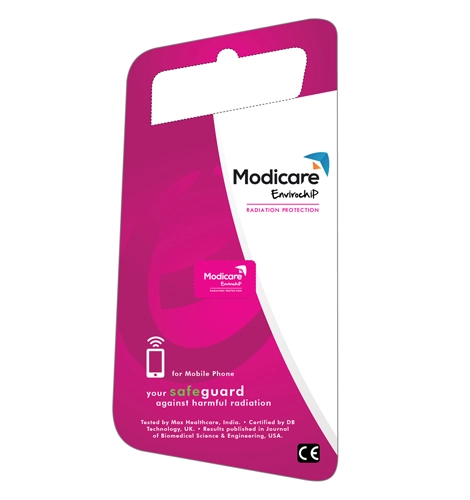 Modicare
EnvirochiP
RADIATION PROTECTION
Modicare
EnvirochiP
RADIATION PROTECTION
for Mobile Phone
your safeguard
against harmful radiation
Tested by Max Healthcare, India. • Certified by DB
Technology, UK. • Results published in Journal
of Biomedical Science & Engineering, USA.
CE